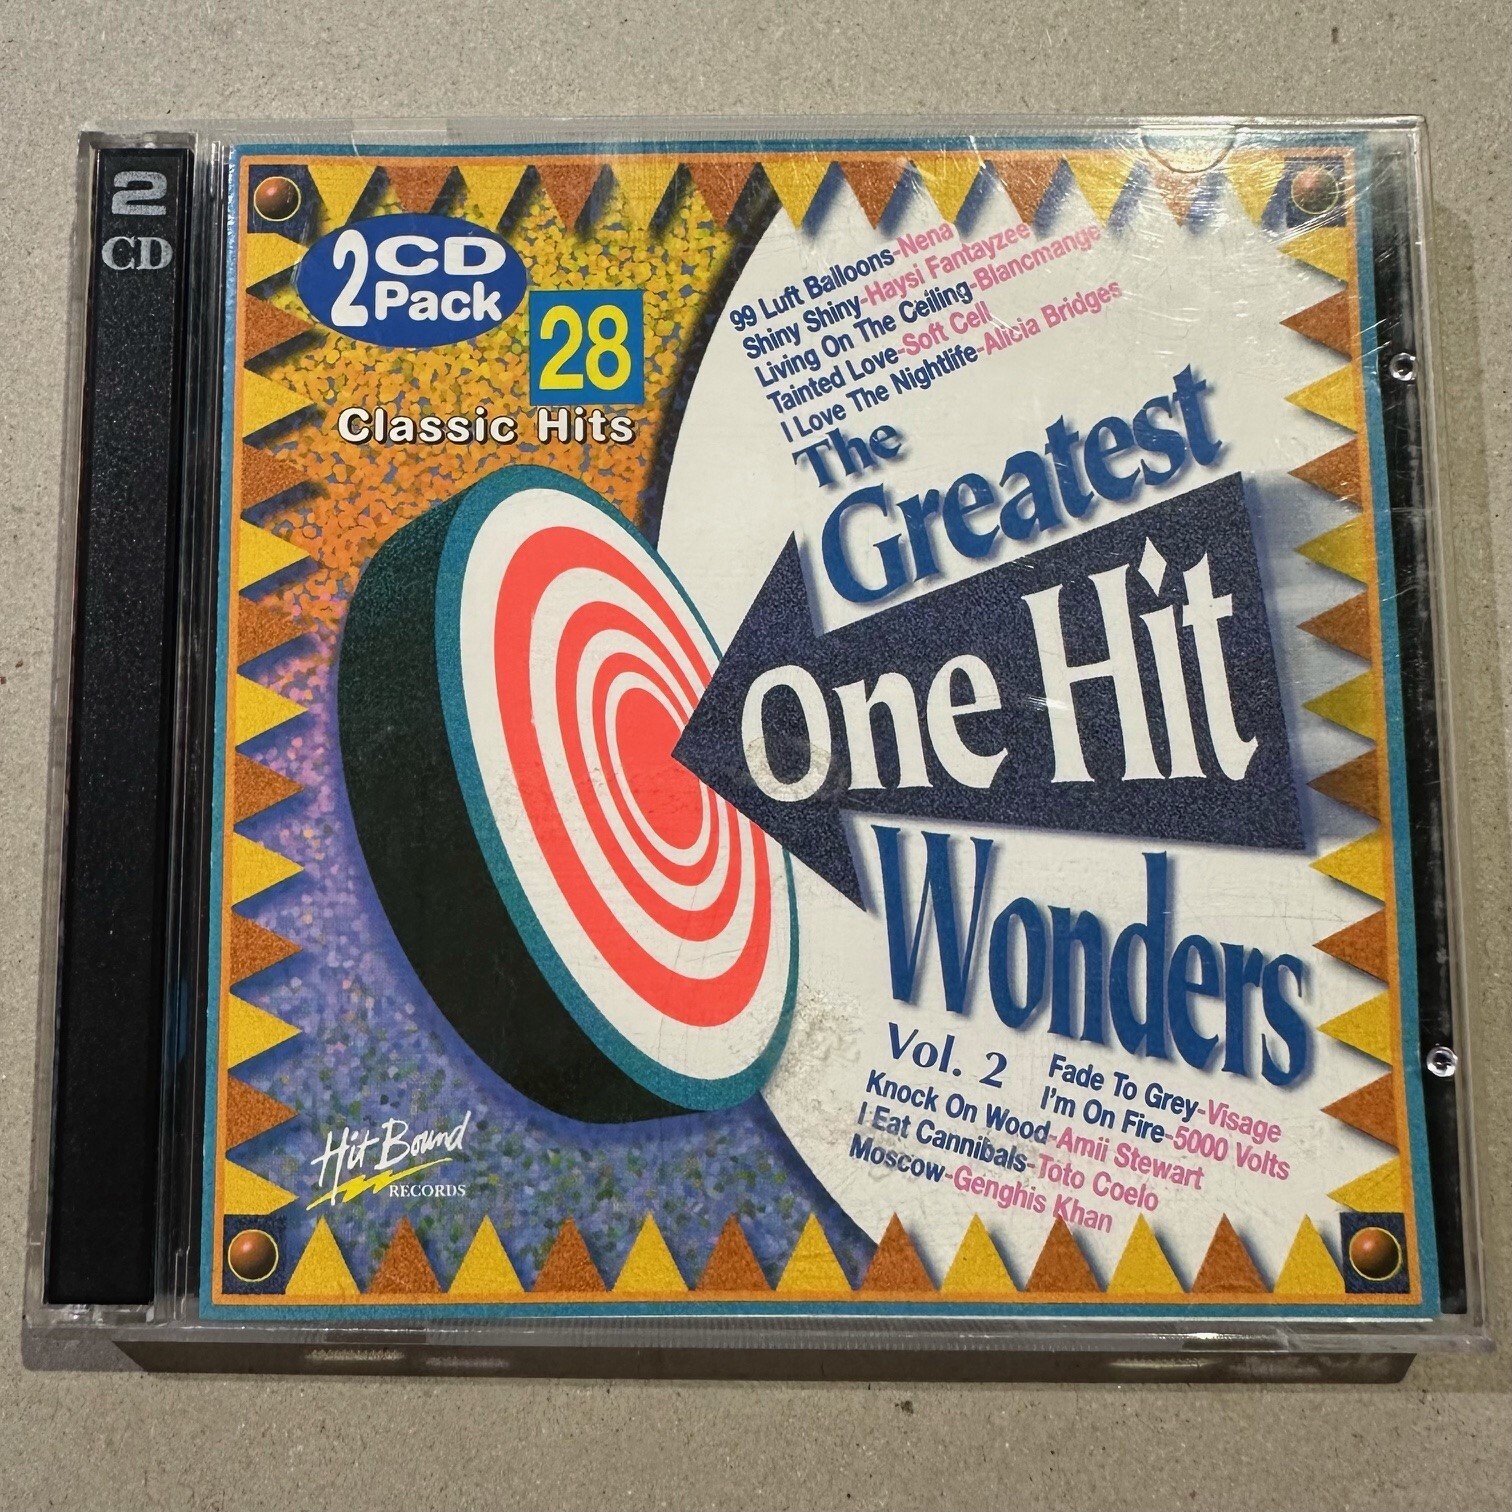 2
CD
2 CD
Pack
28
Classic Hits
99 Luft Balloons-Nena
Shiny Shiny-Haysi Fantayzee
Living On The Ceiling-Blancmange
Tainted Love-Soft Cell
I Love The Nightlife-Alicia Bridges
The
Greatest
One Hit
Wonders
Vol. 2
Fade To Grey-Visage
I'm On Fire-5000 Volts
Knock On Wood-Amii Stewart
I Eat Cannibals-Toto Coelo
Moscow-Genghis Khan
Hit Bound
RECORDS